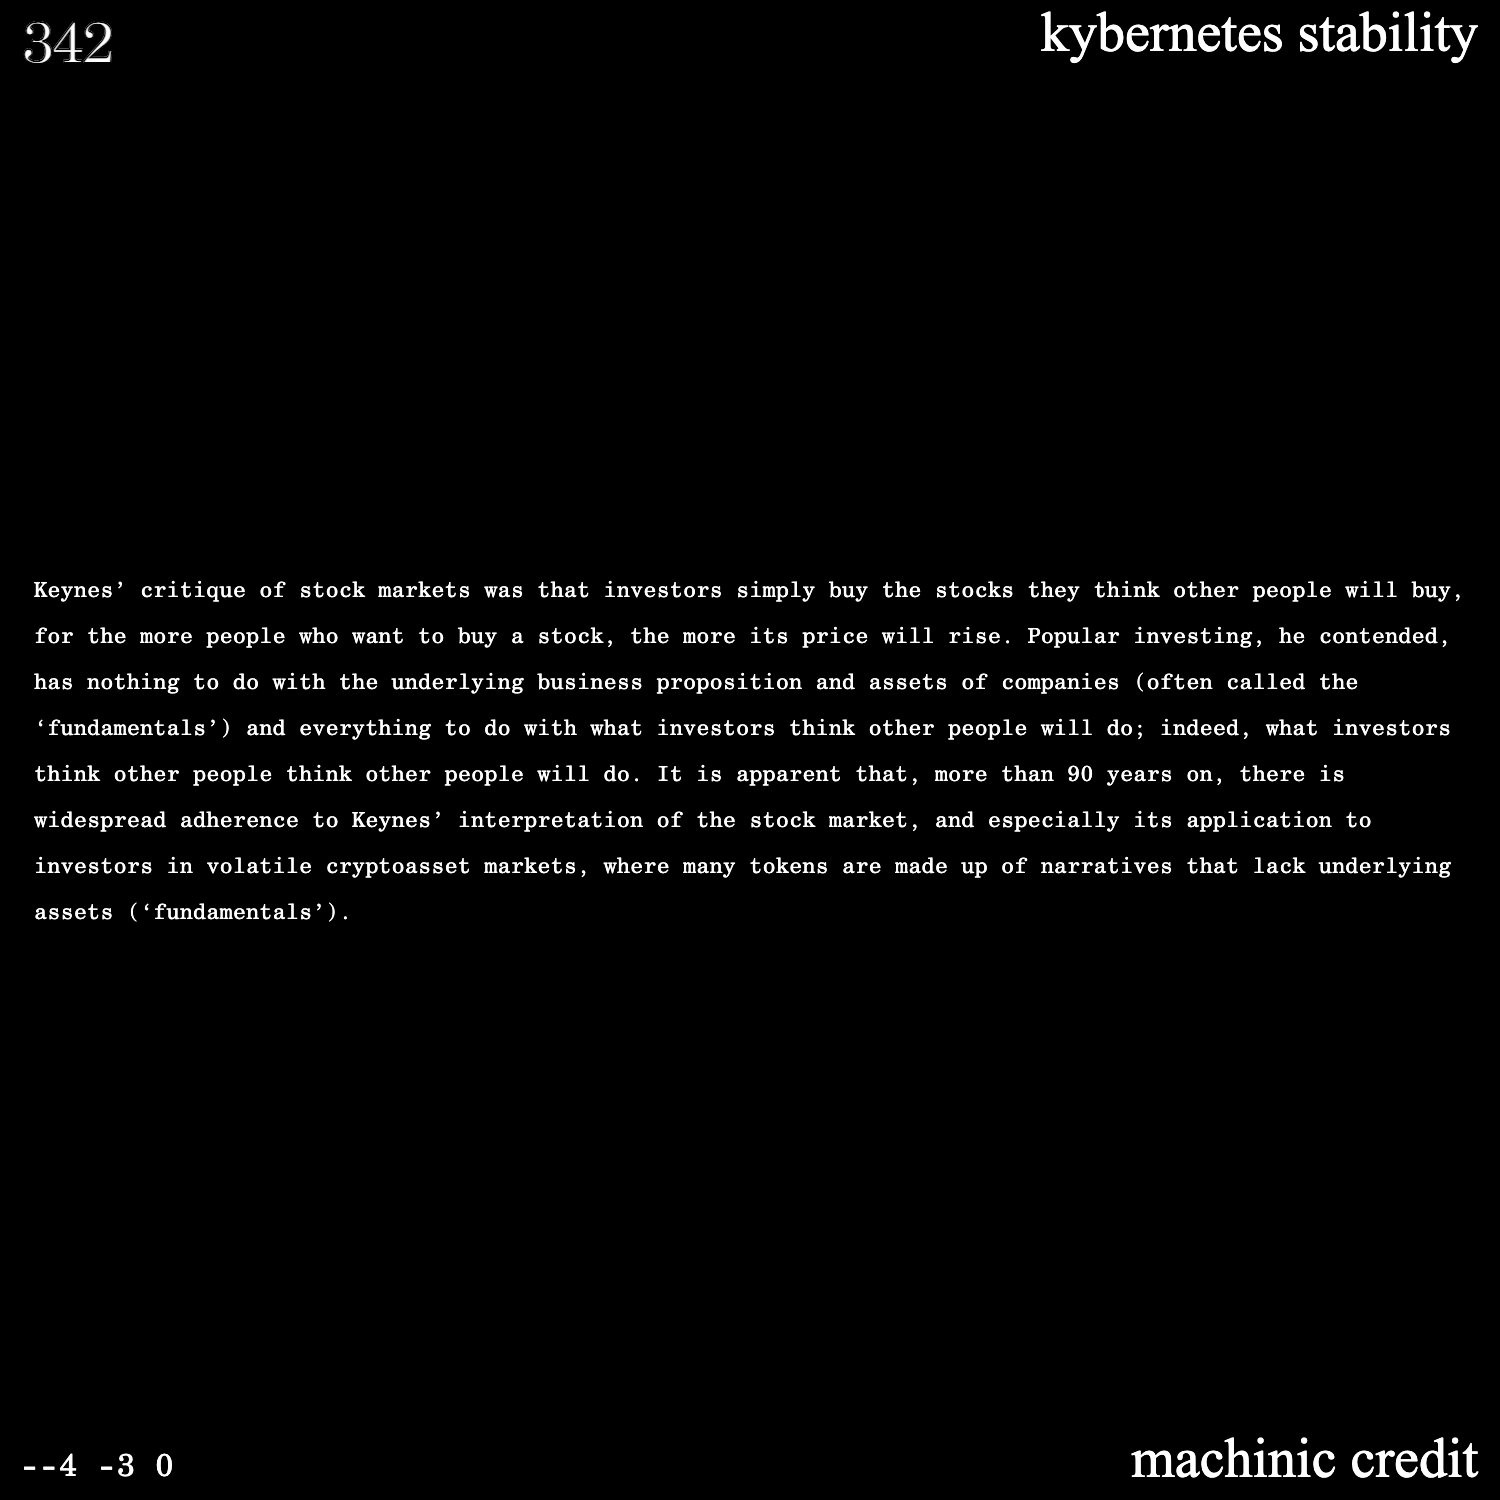 342
kybernetes stability
Keynes’ critique of stock markets was that investors simply buy the stocks they think other people will buy,
for the more people who want to buy a stock, the more its price will rise. Popular investing, he contended,
has nothing to do with the underlying business proposition and assets of companies (often called the
‘fundamentals’) and everything to do with what investors think other people will do; indeed, what investors
think other people think other people will do. It is apparent that, more than 90 years on, there is
widespread adherence to Keynes’ interpretation of the stock market, and especially its application to
investors in volatile cryptoasset markets, where many tokens are made up of narratives that lack underlying
assets (‘fundamentals’).
--4 -3 0
machinic credit